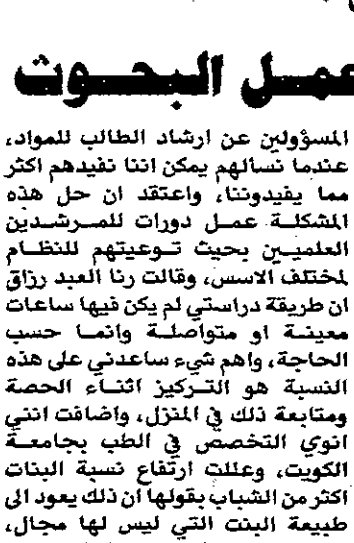 عمل البحوث
المسؤولين عن ارشاد الطالب للمواد،
عندما نسألهم يمكن اننا نفيدهم اكثر
مما يفيدوننا، واعتقد ان حل هذه
المشكلة عمل دورات للمرشدين
العلميين بحيث توعيتهم للنظام
لمختلف الاسس، وقالت رنا العبد رزاق
ان طريقة دراستي لم يكن فيها ساعات
معينة او متواصلة وانما حسب
الحاجة، واهم شيء ساعدني على هذه
النسبة هو التركيز اثناء الحصة
ومتابعة ذلك في المنزل، واضافت انني
انوي التخصص في الطب بجامعة
الكويت، وعللت ارتفاع نسبة البنات
اكثر من الشباب بقولها ان ذلك يعود الى
طبيعة البنت التي ليس لها مجال،